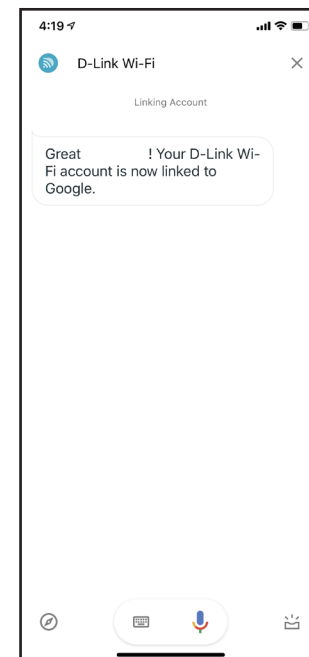 4:19
D-Link Wi-Fi
Linking Account
Great ! Your D-Link Wi-
Fi account is now linked to
Google.